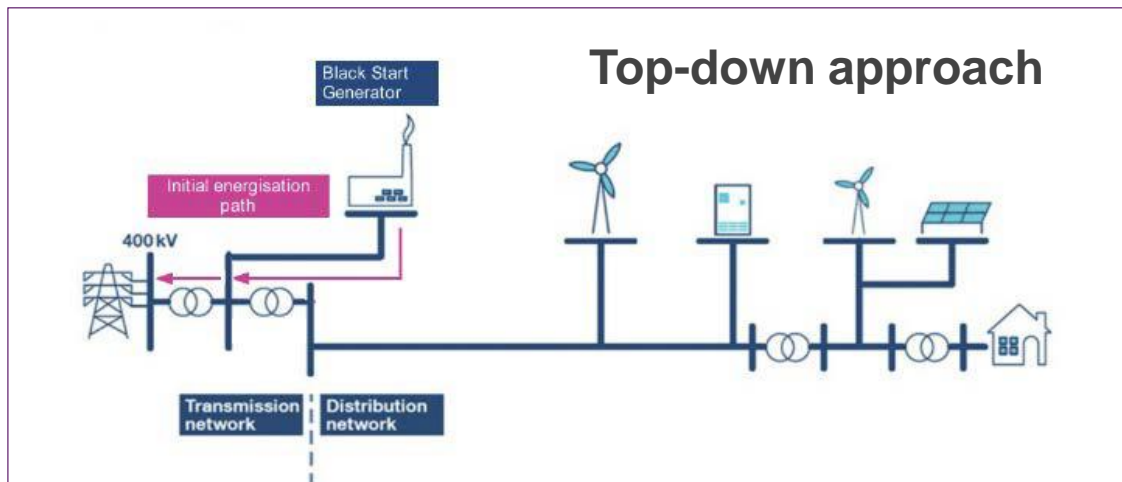 Top-down approach
Black Start
Generator
Initial energisation
path
400 kV
Transmission
network
Distribution
network